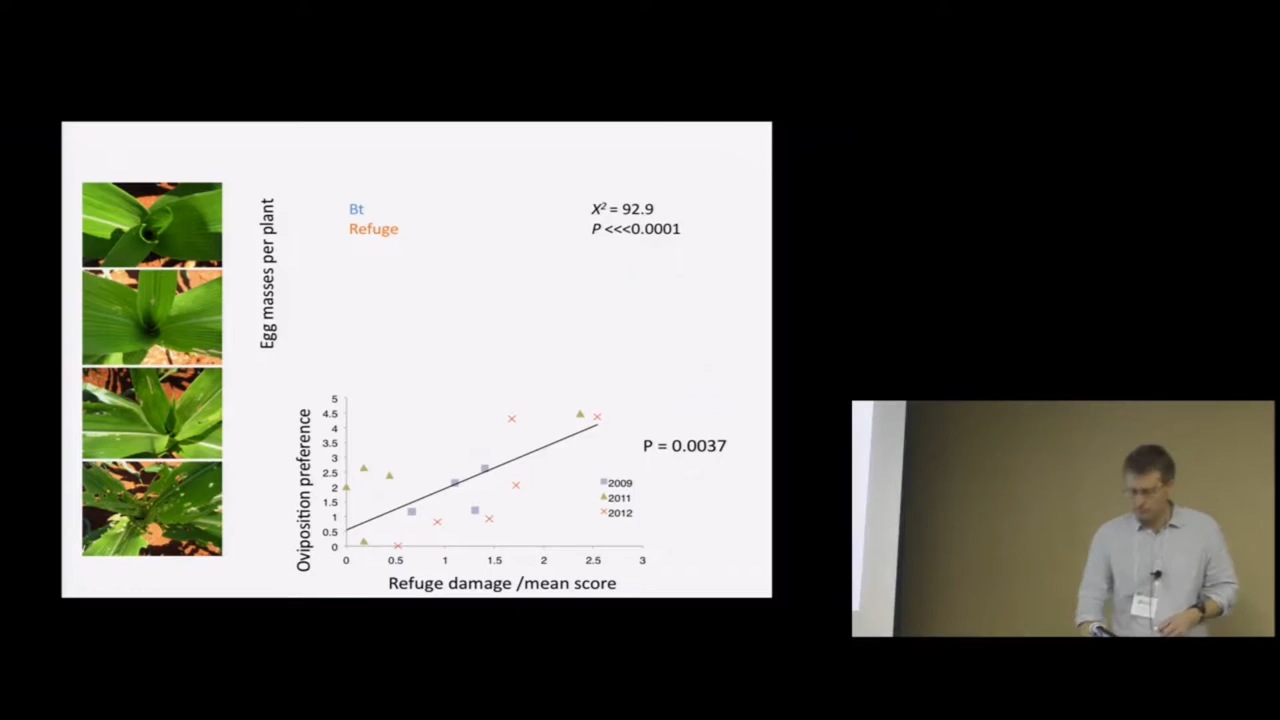 Egg masses per plant
Bt
Refuge
X² = 92.9
P <<<0.0001
Oviposition preference
5
4.5
4
3.5
3
2.5
2
1.5
1
0.5
0
0 0.5 1 1.5 2 2.5 3
Refuge damage /mean score
P = 0.0037
2009
2011
2012